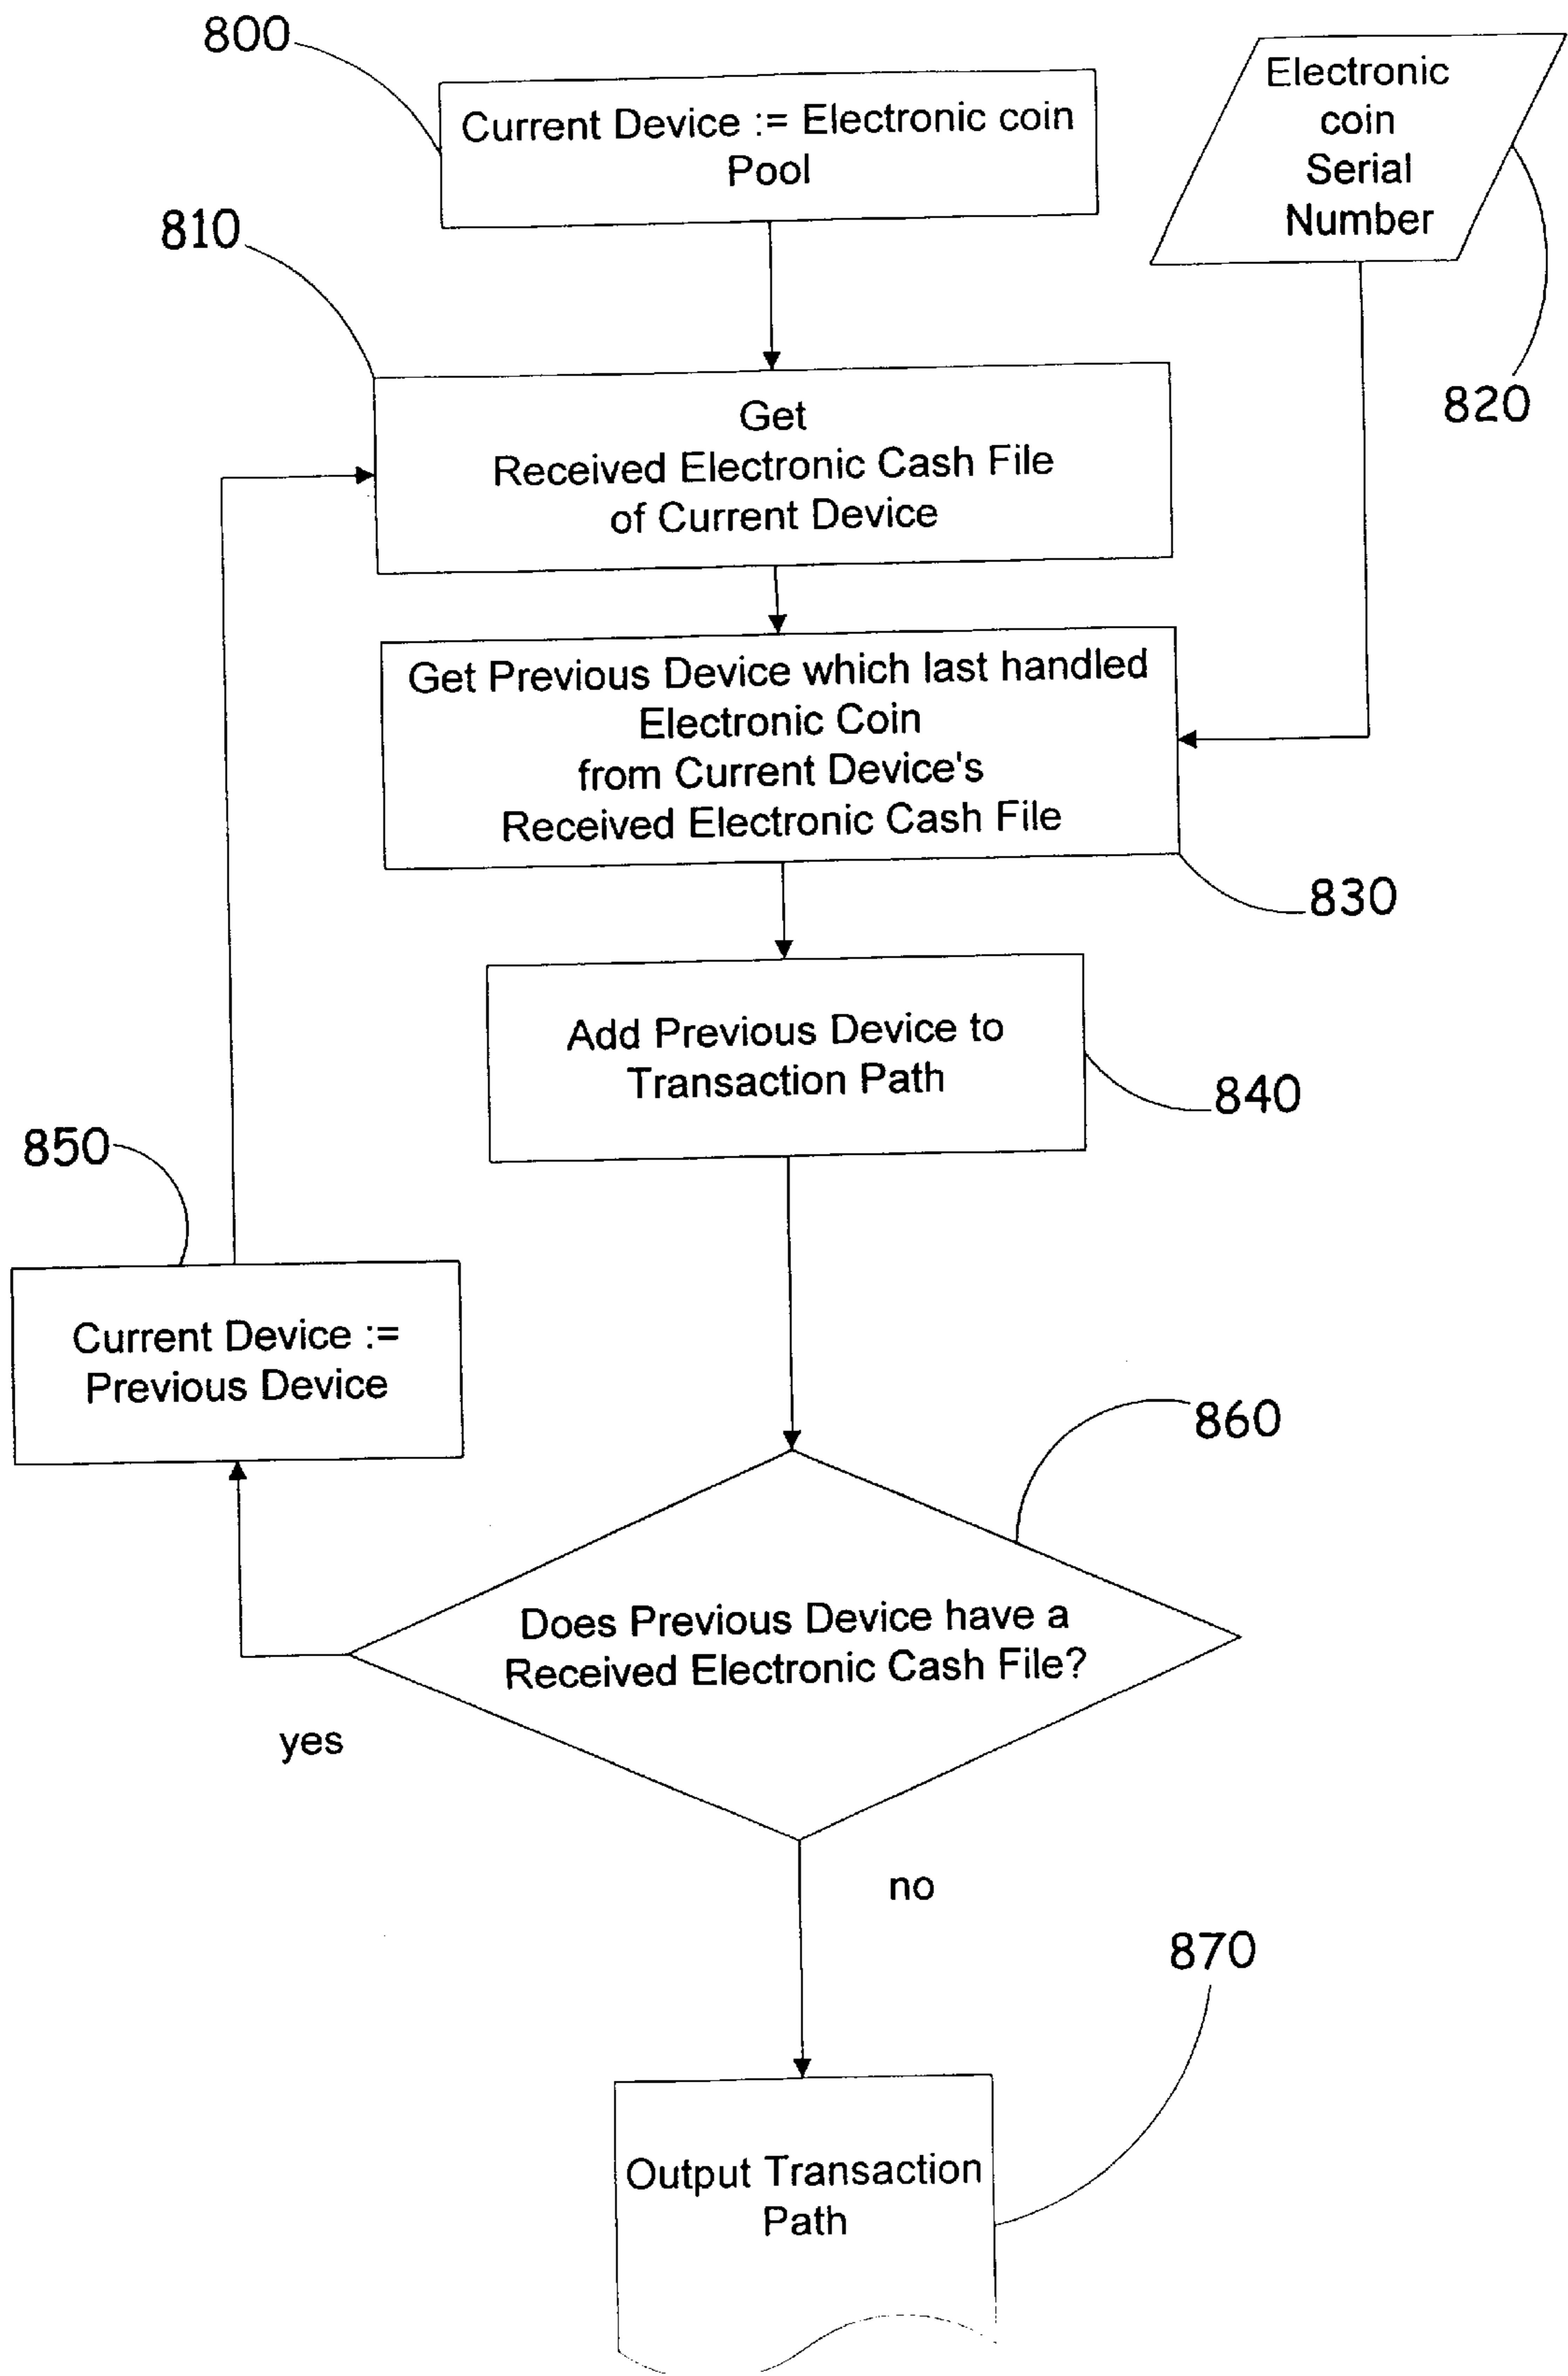 800
Current Device := Electronic coin
Pool
Electronic
coin
Serial
Number
810
820
Get
Received Electronic Cash File
of Current Device
Get Previous Device which last handled
Electronic Coin
from Current Device's
Received Electronic Cash File
830
Add Previous Device to
Transaction Path
840
850
Current Device :=
Previous Device
860
Does Previous Device have a
Received Electronic Cash File?
yes
no
870
Output Transaction
Path